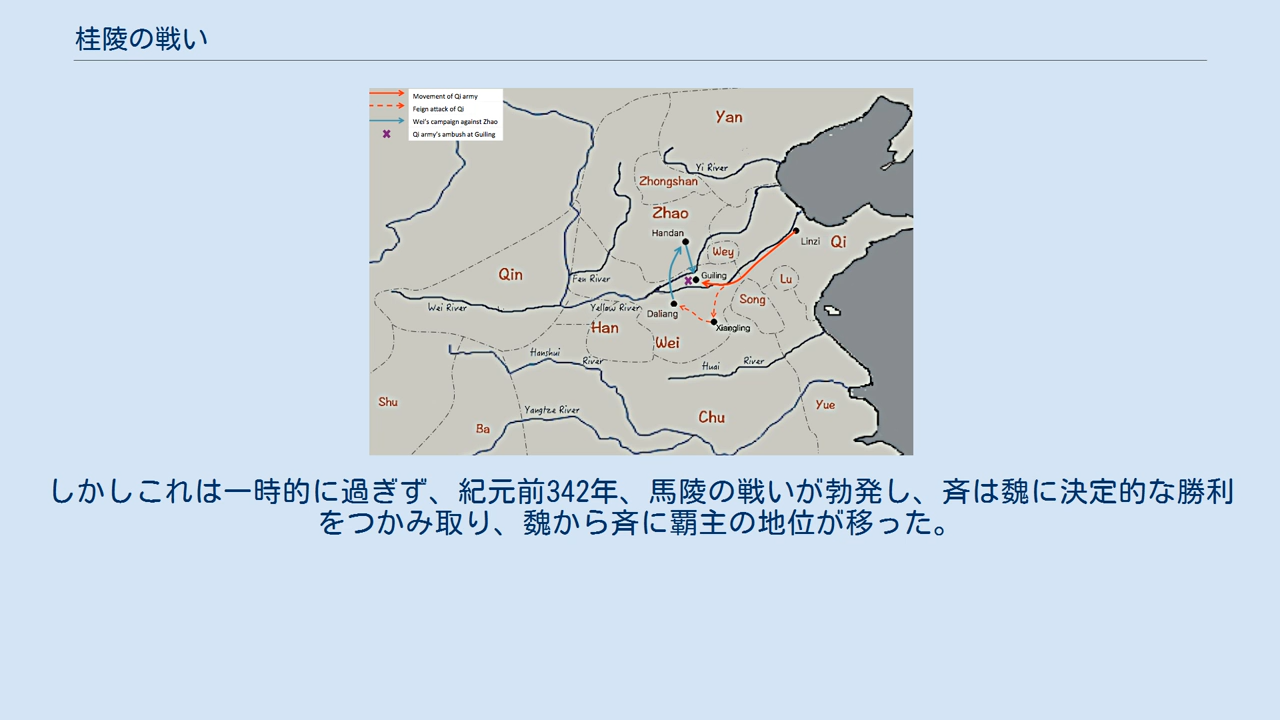 桂陵の戦い
Movement of Qi army
Feign attack of Qi
Wei's campaign against Zhao
Qi army's ambush at Guiling
Yan
Yi River
Zhongshan
Zhao
Handan
Linzi
Qi
Wey
Qin
Fen River
Guiling
Lu
Song
Wei River
Yellow River
Daliang
Xiangling
Han
Wei
Hanshui River
Huai River
Shu
Yangtze River
Ba
Chu
Yue
しかしこれは一時的に過ぎず、紀元前342年、馬陵の戦いが勃発し、斉は魏に決定的な勝利
をつかみ取り、魏から斉に覇主の地位が移った。